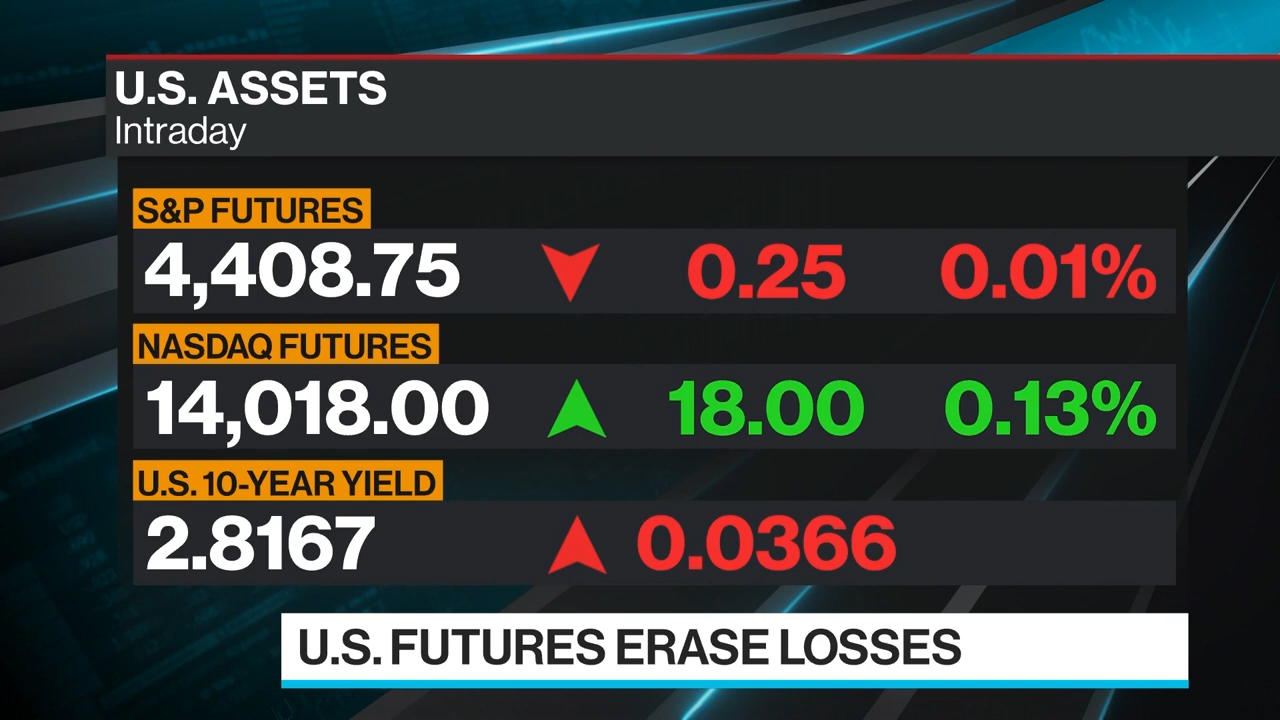 U.S. ASSETS
Intraday
S&P FUTURES
4,408.75 ▼ 0.25 0.01%
NASDAQ FUTURES
14,018.00 ▲ 18.00 0.13%
U.S. 10-YEAR YIELD
2.8167 ▲ 0.0366
U.S. FUTURES ERASE LOSSES